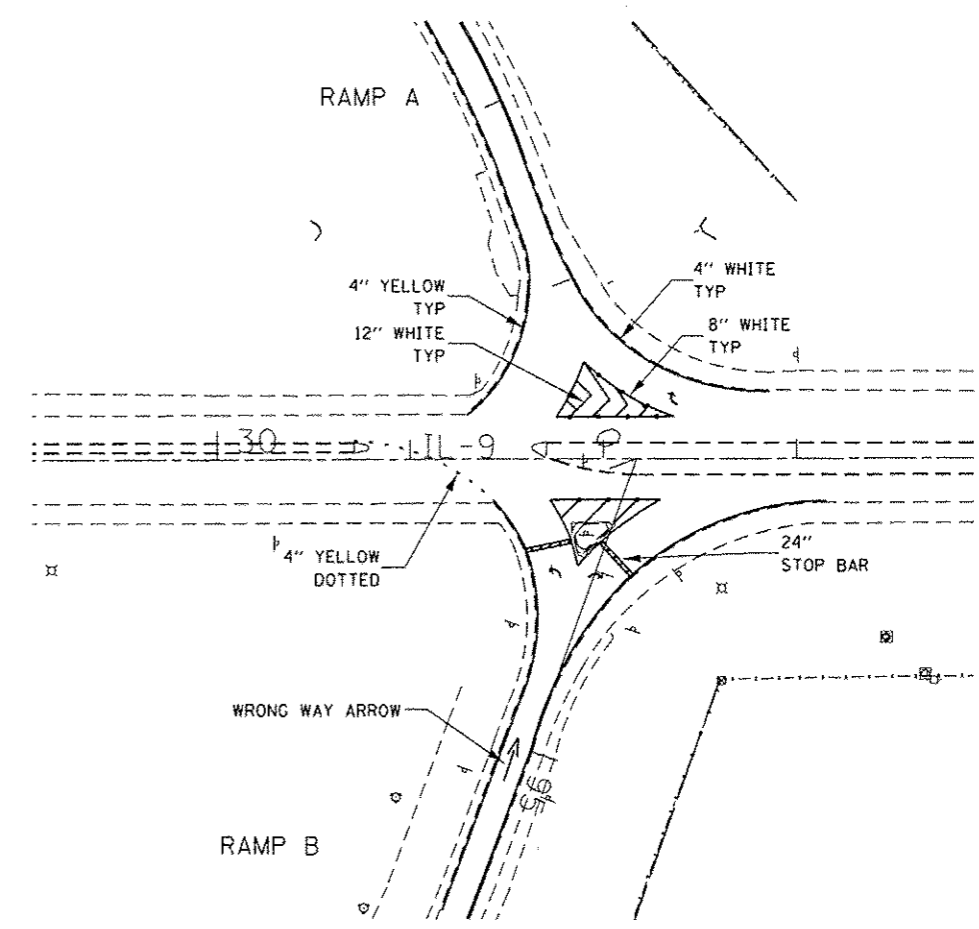 RAMP A
4" YELLOW
TYP
12" WHITE
TYP
4" WHITE
TYP
8" WHITE
TYP
130
IL-9
4" YELLOW
DOTTED
24"
STOP BAR
WRONG WAY ARROW
RAMP B